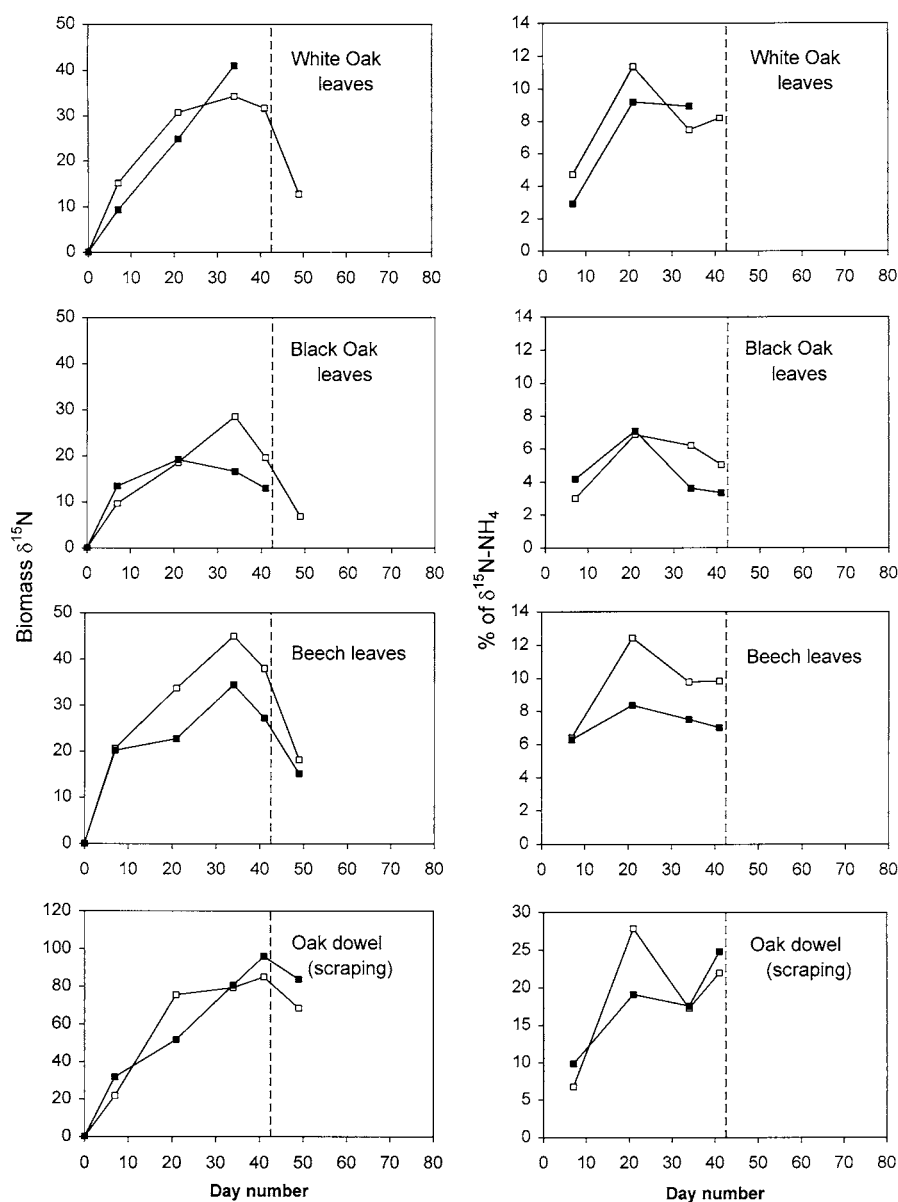 50
40
30
20
10
0
0 10 20 30 40 50 60 70 80
White Oak
leaves
14
12
10
8
6
4
2
0
0 10 20 30 40 50 60 70 80
White Oak
leaves
50
40
30
20
10
0
0 10 20 30 40 50 60 70 80
Black Oak
leaves
14
12
10
8
6
4
2
0
0 10 20 30 40 50 60 70 80
Black Oak
leaves
Biomass δ¹⁵N
% of δ¹⁵N-NH₄
50
40
30
20
10
0
0 10 20 30 40 50 60 70 80
Beech leaves
14
12
10
8
6
4
2
0
0 10 20 30 40 50 60 70 80
Beech leaves
120
100
80
60
40
20
0
0 10 20 30 40 50 60 70 80
Oak dowel
(scraping)
Day number
30
25
20
15
10
5
0
0 10 20 30 40 50 60 70 80
Oak dowel
(scraping)
Day number